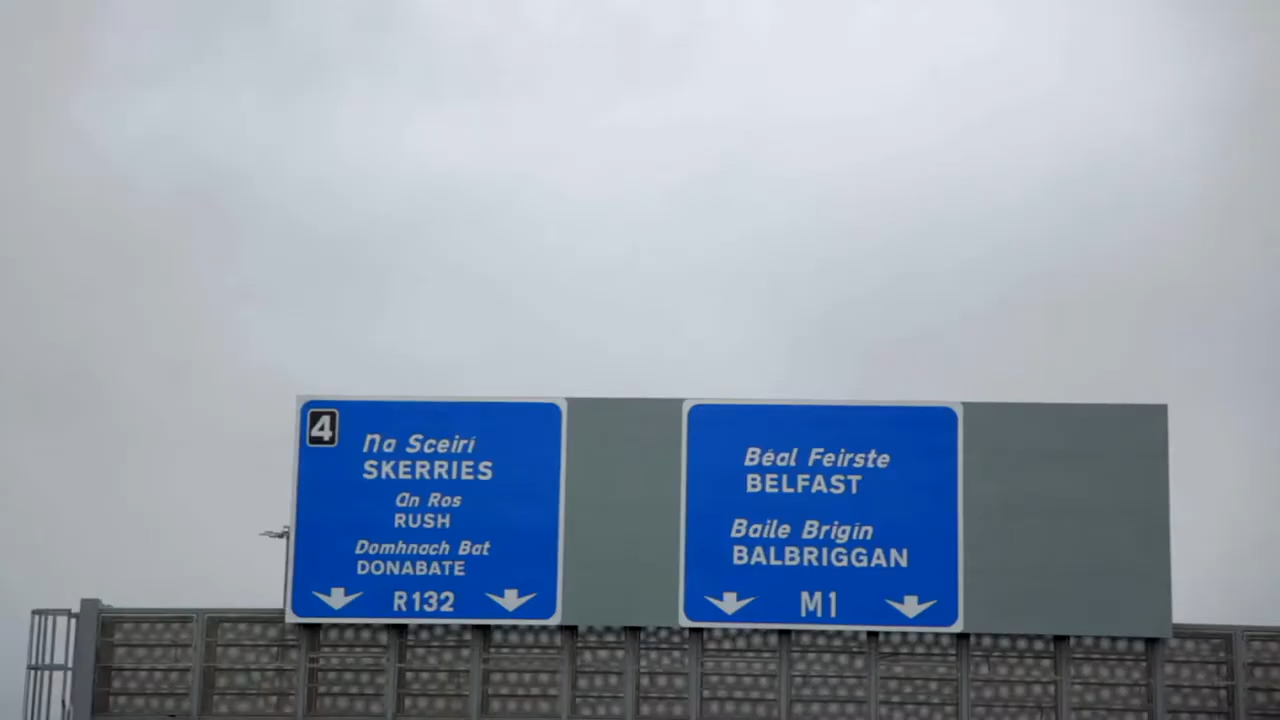 4
Na Sceirí
SKERRIES
An Ros
RUSH
Domhnach Bat
DONABATE
R132
Béal Feirste
BELFAST
Baile Brigín
BALBRIGGAN
M1